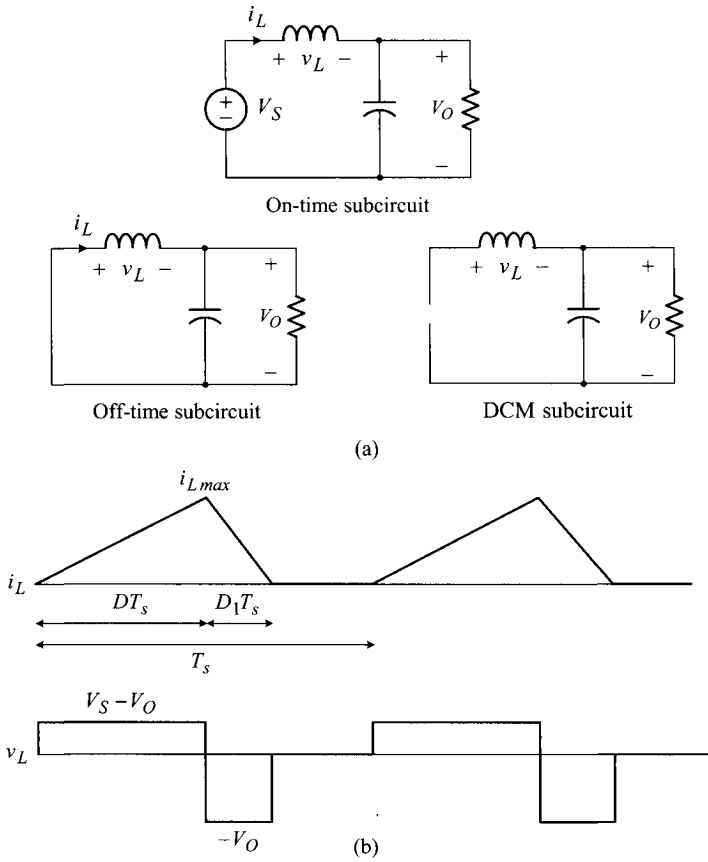 i_L
+ v_L − +
+ − V_S V_O
−
On-time subcircuit
i_L
+ v_L − +
V_O
−
Off-time subcircuit
+ v_L − +
V_O
−
DCM subcircuit
(a)
i_{L max}
i_L
DT_s D_1T_s
T_s
V_S − V_O
v_L
−V_O
(b)